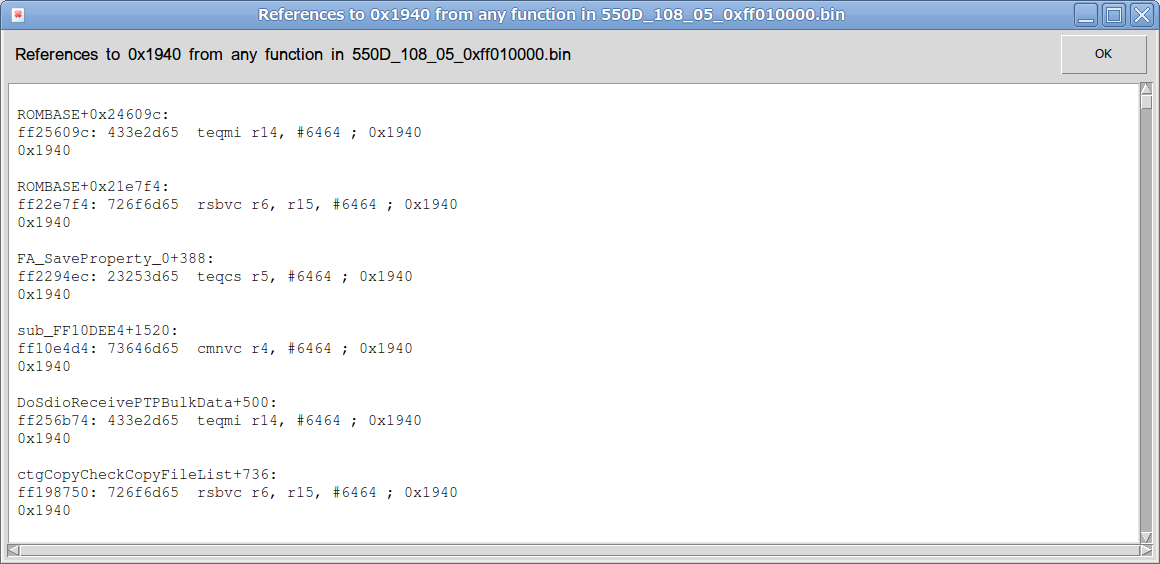 References to 0x1940 from any function in 550D_108_05_0xff010000.bin
References to 0x1940 from any function in 550D_108_05_0xff010000.bin
OK
ROMBASE+0x24609c:
ff25609c: 433e2d65  teqmi r14, #6464 ; 0x1940
0x1940
ROMBASE+0x21e7f4:
ff22e7f4: 726f6d65  rsbvc r6, r15, #6464 ; 0x1940
0x1940
FA_SaveProperty_0+388:
ff2294ec: 23253d65  teqcs r5, #6464 ; 0x1940
0x1940
sub_FF10DEE4+1520:
ff10e4d4: 73646d65  cmnvc r4, #6464 ; 0x1940
0x1940
DoSdioReceivePTPBulkData+500:
ff256b74: 433e2d65  teqmi r14, #6464 ; 0x1940
0x1940
ctgCopyCheckCopyFileList+736:
ff198750: 726f6d65  rsbvc r6, r15, #6464 ; 0x1940
0x1940